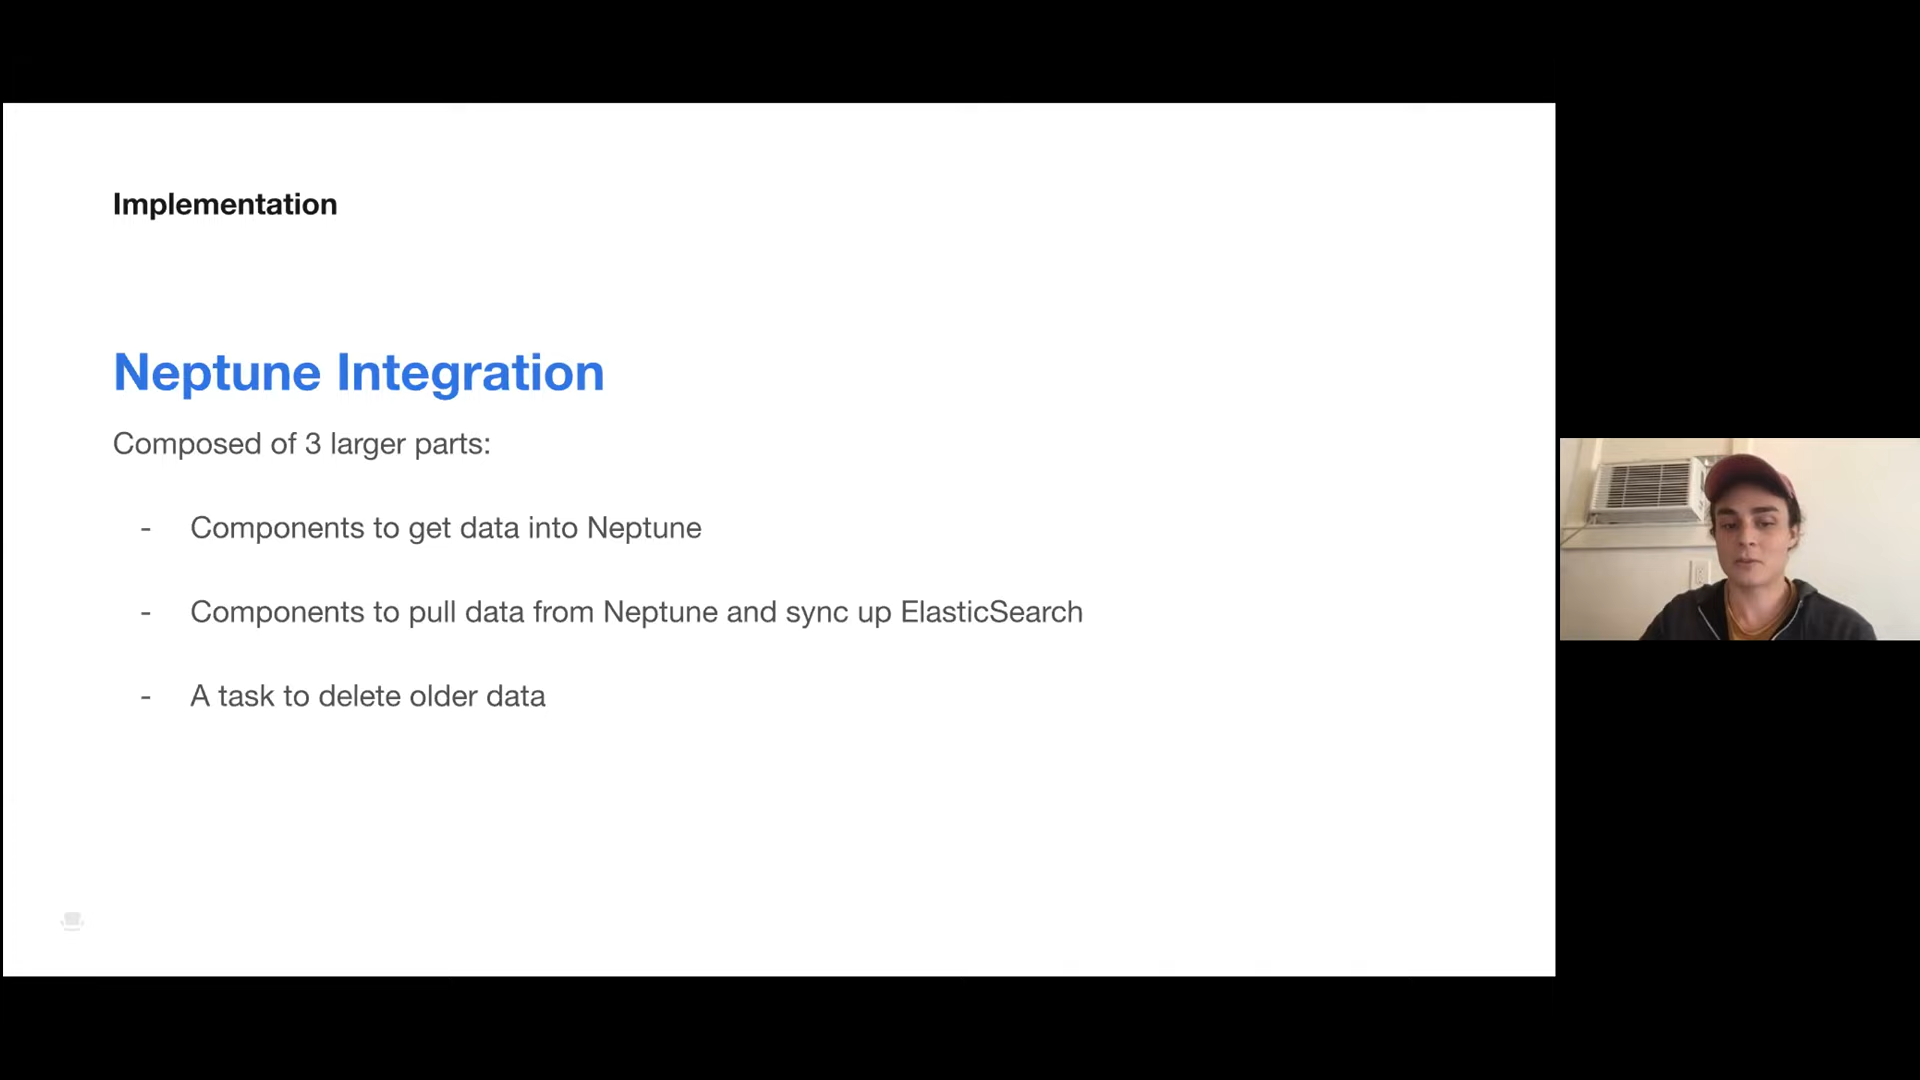 Implementation
Neptune Integration
Composed of 3 larger parts:
- Components to get data into Neptune
- Components to pull data from Neptune and sync up ElasticSearch
- A task to delete older data